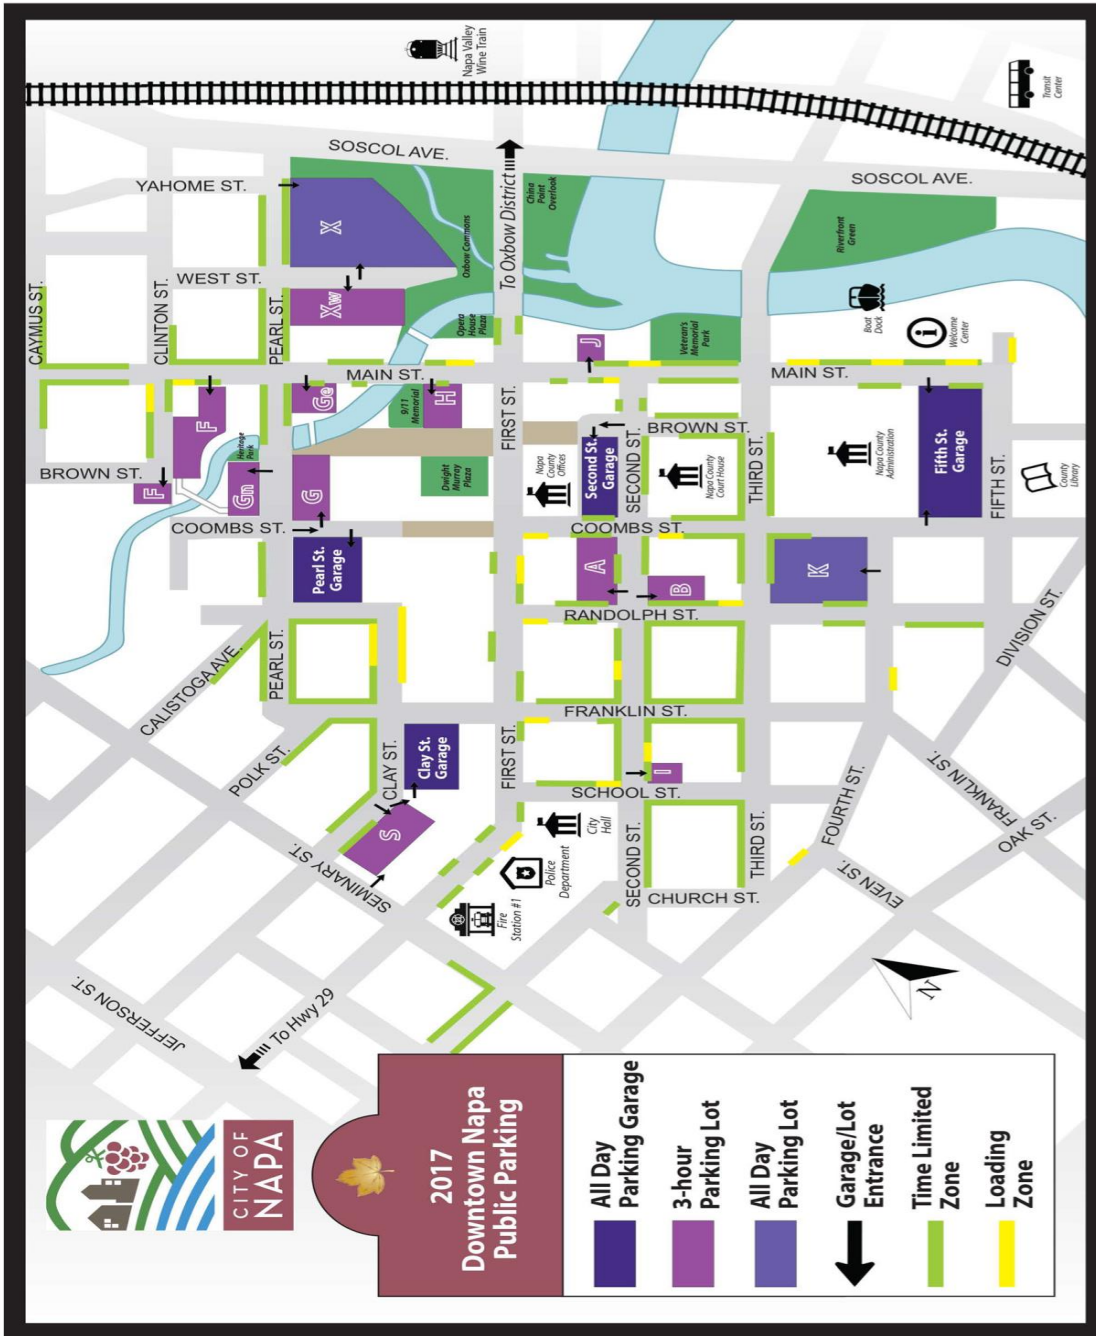 CITY OF
NAPA
2017
Downtown Napa
Public Parking
All Day
Parking Garage
3-hour
Parking Lot
All Day
Parking Lot
Garage/Lot
Entrance
Time Limited
Zone
Loading
Zone
N
Napa Valley
Wine Train
Transit
Center
SOSCOL AVE.
SOSCOL AVE.
YAHOME ST.
X
Oxbow Commons
To Oxbow District
China
Point
Overlook
Riverfront
Green
WEST ST.
CAYMUS ST.
CLINTON ST.
PEARL ST.
Xw
Opera
House
Plaza
Boat
Dock
i
Welcome
Center
J
Veteran's
Memorial
Park
MAIN ST.
MAIN ST.
F
Ge
9/11
Memorial
H
FIRST ST.
BROWN ST.
BROWN ST.
Heritage
Park
F
Gn
G
Dwight
Murray
Plaza
Napa
County
Offices
Second St.
Garage
SECOND ST.
Napa County
Court House
THIRD ST.
Napa County
Administration
Fifth St.
Garage
FIFTH ST.
County
Library
COOMBS ST.
COOMBS ST.
Pearl St.
Garage
A
B
K
RANDOLPH ST.
DIVISION ST.
CALISTOGA AVE.
PEARL ST.
FRANKLIN ST.
FRANKLIN ST.
POLK ST.
CLAY ST.
Clay St.
Garage
FIRST ST.
I
SCHOOL ST.
FOURTH ST.
OAK ST.
S
SEMINARY ST.
City
Hall
Police
Department
Fire
Station #1
SECOND ST.
THIRD ST.
CHURCH ST.
EVEN ST.
JEFFERSON ST.
To Hwy 29